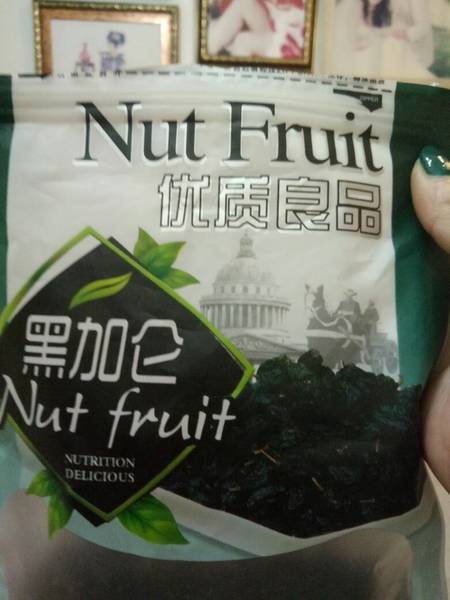 Nut Fruit
优质良品
黑加仑
Nut fruit
NUTRITION
DELICIOUS